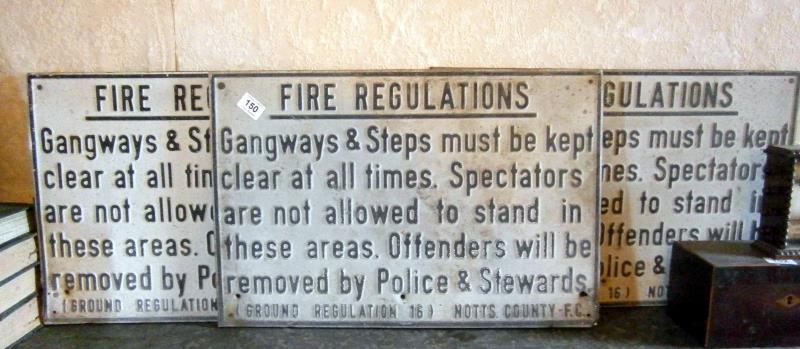 FIRE REG
Gangways & St
clear at all tim
are not allow
these areas. O
removed by Po
(GROUND REGULATION
150
FIRE REGULATIONS
Gangways & Steps must be kept
clear at all times. Spectators
are not allowed to stand in
these areas. Offenders will be
removed by Police & Stewards.
(GROUND REGULATION 16) NOTTS COUNTY F.C.
GULATIONS
eps must be kept
nes. Spectators
ed to stand i
ffenders will b
olice &
16) NOT